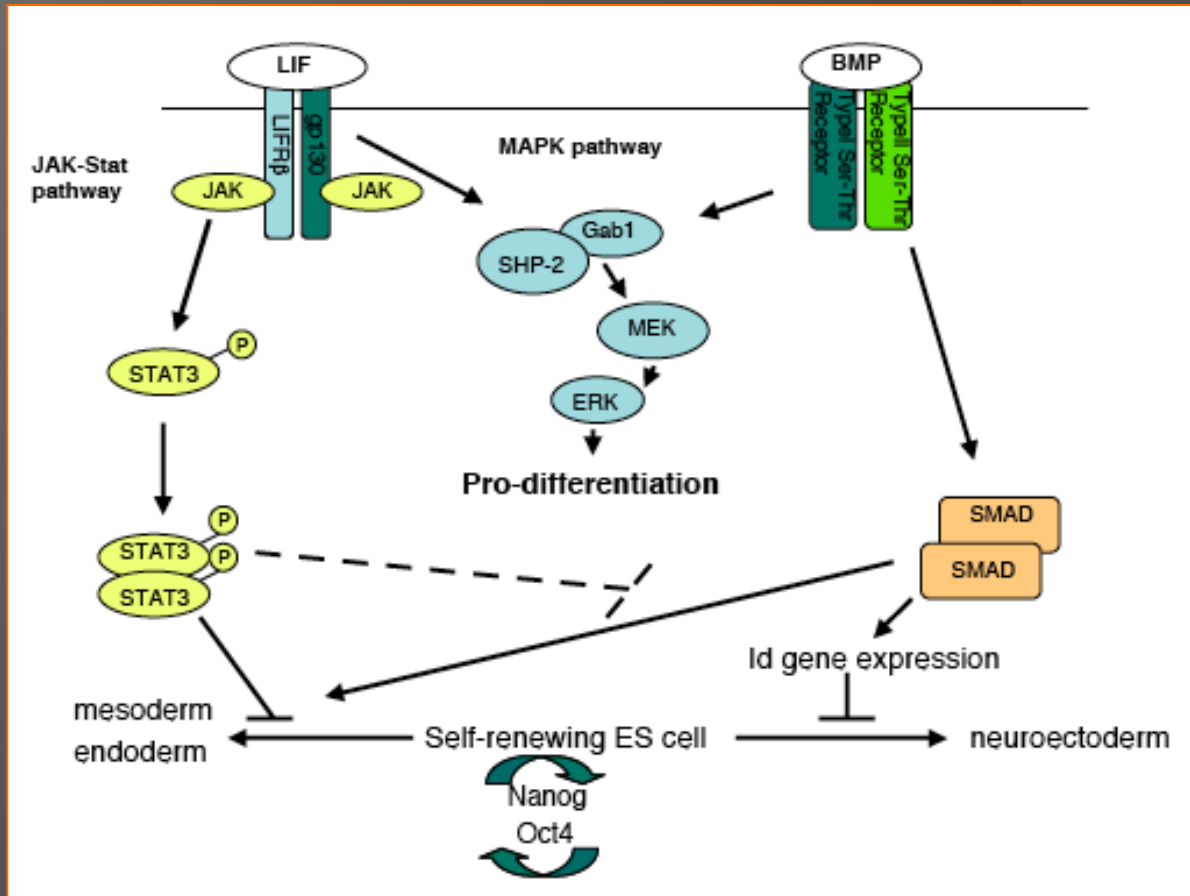 LIF
BMP
LIFRβ
gp130
TypeI Ser-Thr
Receptor
TypeII Ser-Thr
Receptor
MAPK pathway
JAK-Stat
pathway
JAK
JAK
Gab1
SHP-2
MEK
P
STAT3
ERK
Pro-differentiation
P
STAT3
P
STAT3
SMAD
SMAD
Id gene expression
mesoderm
endoderm
Self-renewing ES cell
neuroectoderm
Nanog
Oct4